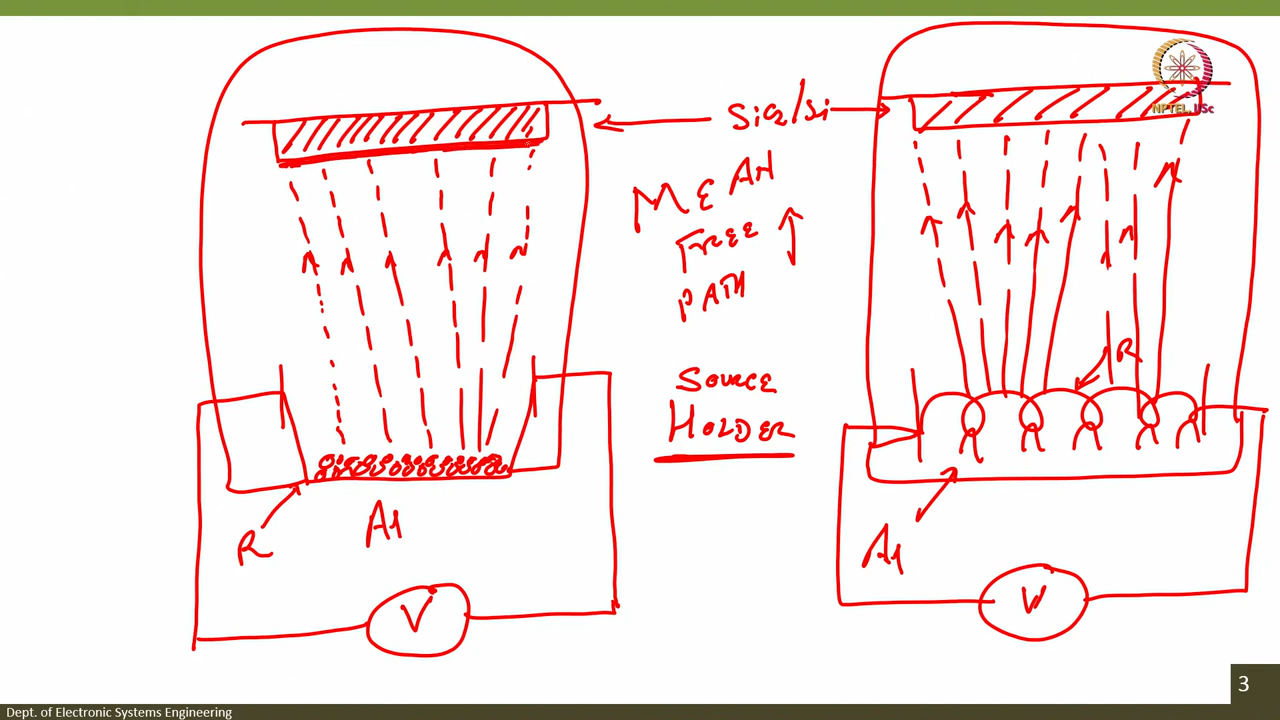 NPTEL IISc
SiO2/Si
MEAN
FREE
PATH
R
SOURCE
HOLDER
R
Al
Al
V
V
3
Dept. of Electronic Systems Engineering